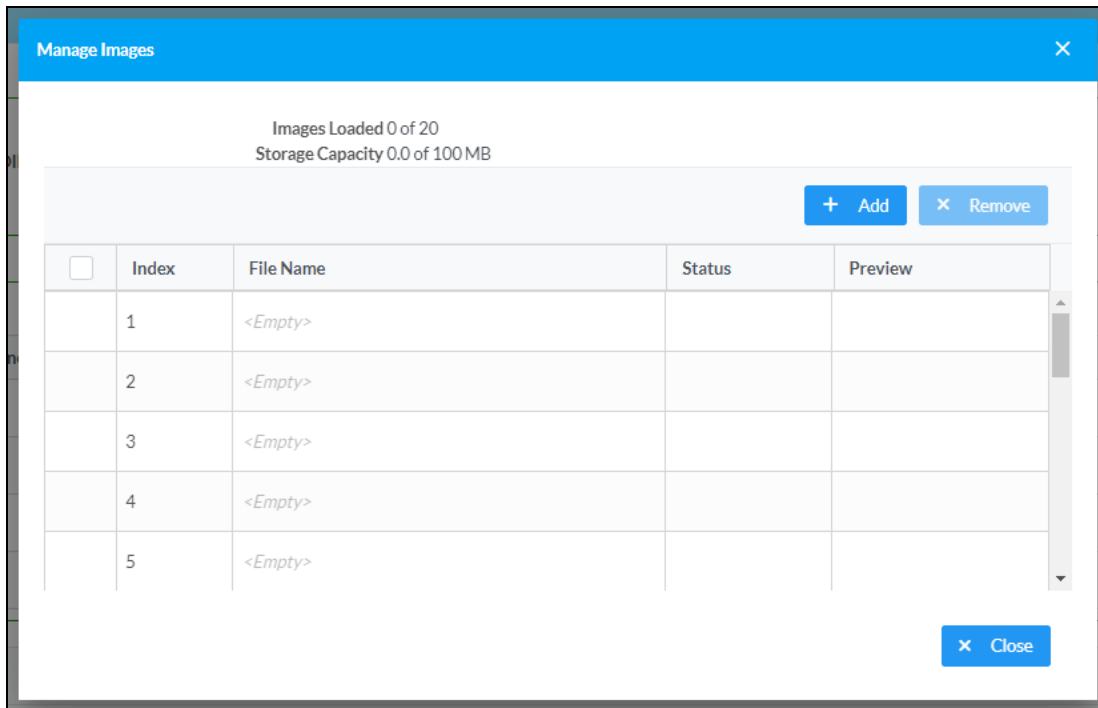 Manage Images
Images Loaded 0 of 20
Storage Capacity 0.0 of 100 MB
+ Add × Remove
Index File Name Status Preview
1 <Empty>
2 <Empty>
3 <Empty>
4 <Empty>
5 <Empty>
× Close